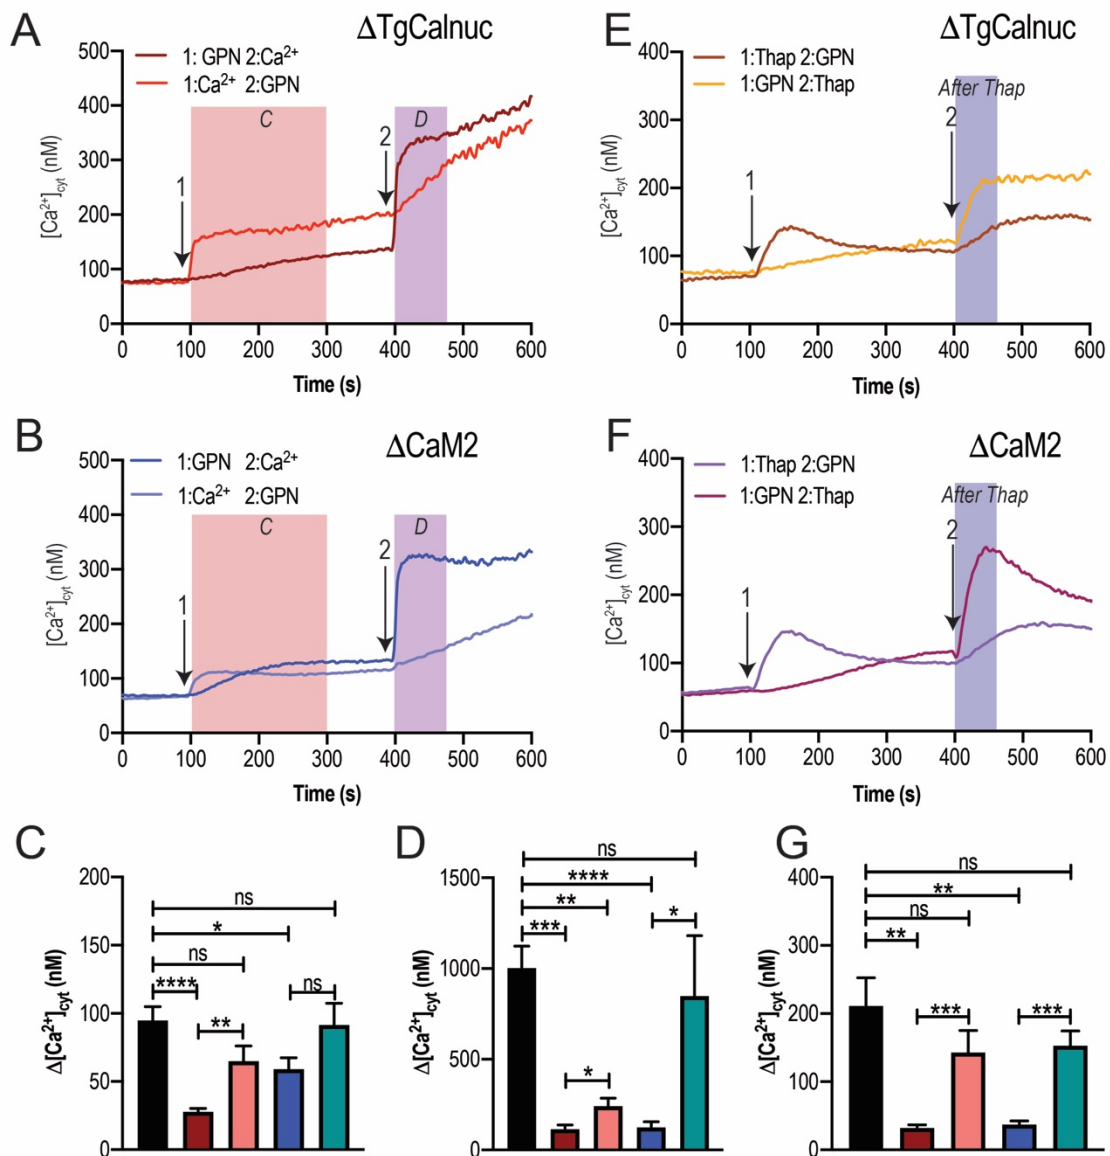 A
ΔTgCalnuc
1: GPN 2:Ca²⁺
1:Ca²⁺ 2:GPN
C
D
1
2
500
400
300
200
100
0
[Ca²⁺]cyt (nM)
0 100 200 300 400 500 600
Time (s)
E
ΔTgCalnuc
1:Thap 2:GPN
1:GPN 2:Thap
After Thap
1
2
400
300
200
100
0
[Ca²⁺]cyt (nM)
0 100 200 300 400 500 600
Time (s)
B
ΔCaM2
1:GPN 2:Ca²⁺
1:Ca²⁺ 2:GPN
C
D
1
2
500
400
300
200
100
0
[Ca²⁺]cyt (nM)
0 100 200 300 400 500 600
Time (s)
F
ΔCaM2
1:Thap 2:GPN
1:GPN 2:Thap
After Thap
1
2
400
300
200
100
0
[Ca²⁺]cyt (nM)
0 100 200 300 400 500 600
Time (s)
C
200
150
100
50
0
Δ[Ca²⁺]cyt (nM)
ns
*
ns
****
ns
**
D
1500
1000
500
0
Δ[Ca²⁺]cyt (nM)
ns
****
**
***
*
*
G
400
300
200
100
0
Δ[Ca²⁺]cyt (nM)
ns
**
ns
**
***
***